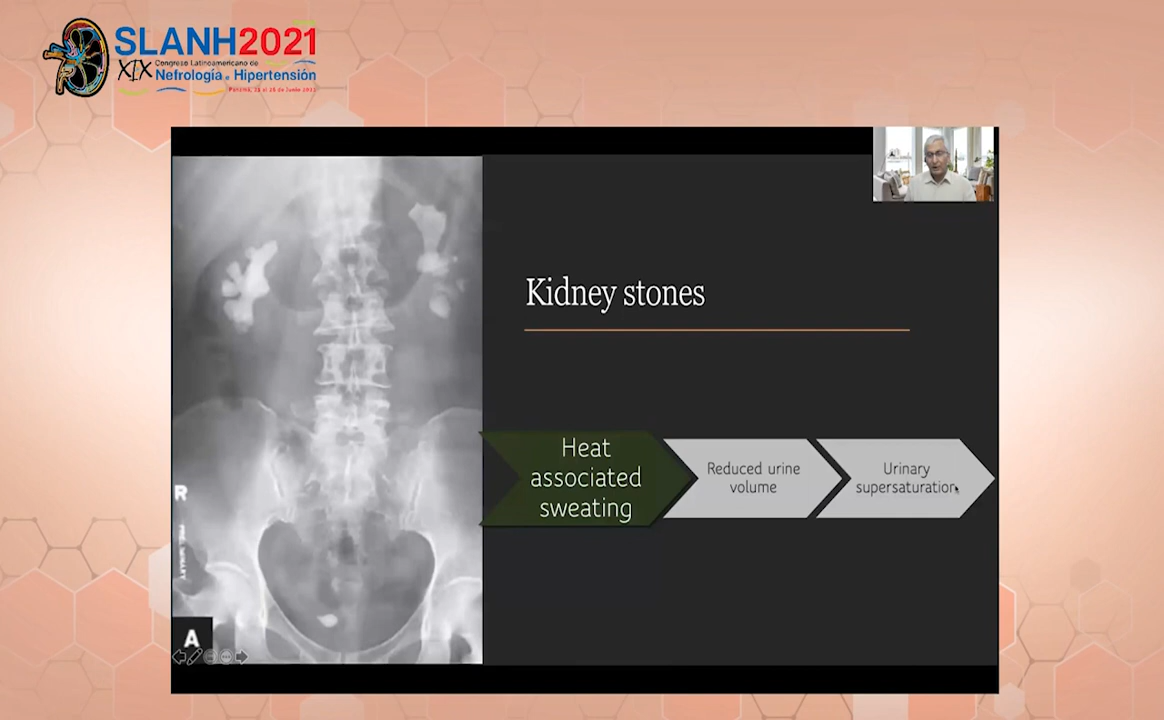 SLANH2021
XIX Congreso Latinoamericano de
Nefrología e Hipertensión
Kidney stones
Heat
associated
sweating
Reduced urine
volume
Urinary
supersaturation
R
A